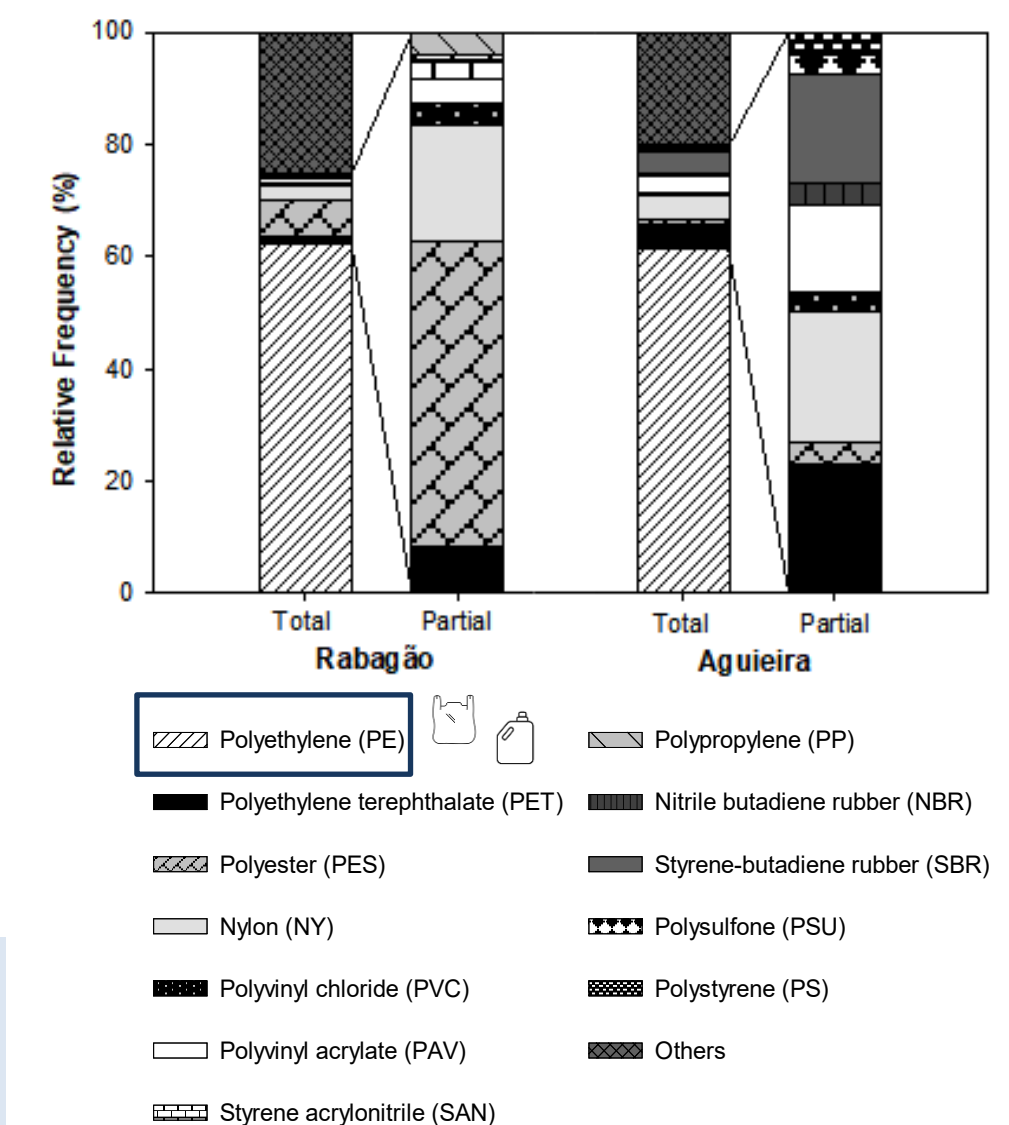 100
80
60
40
20
0
Relative Frequency (%)
Total Partial Total Partial
Rabagão Aguieira
Polyethylene (PE) Polypropylene (PP)
Polyethylene terephthalate (PET) Nitrile butadiene rubber (NBR)
Polyester (PES) Styrene-butadiene rubber (SBR)
Nylon (NY) Polysulfone (PSU)
Polyvinyl chloride (PVC) Polystyrene (PS)
Polyvinyl acrylate (PAV) Others
Styrene acrylonitrile (SAN)